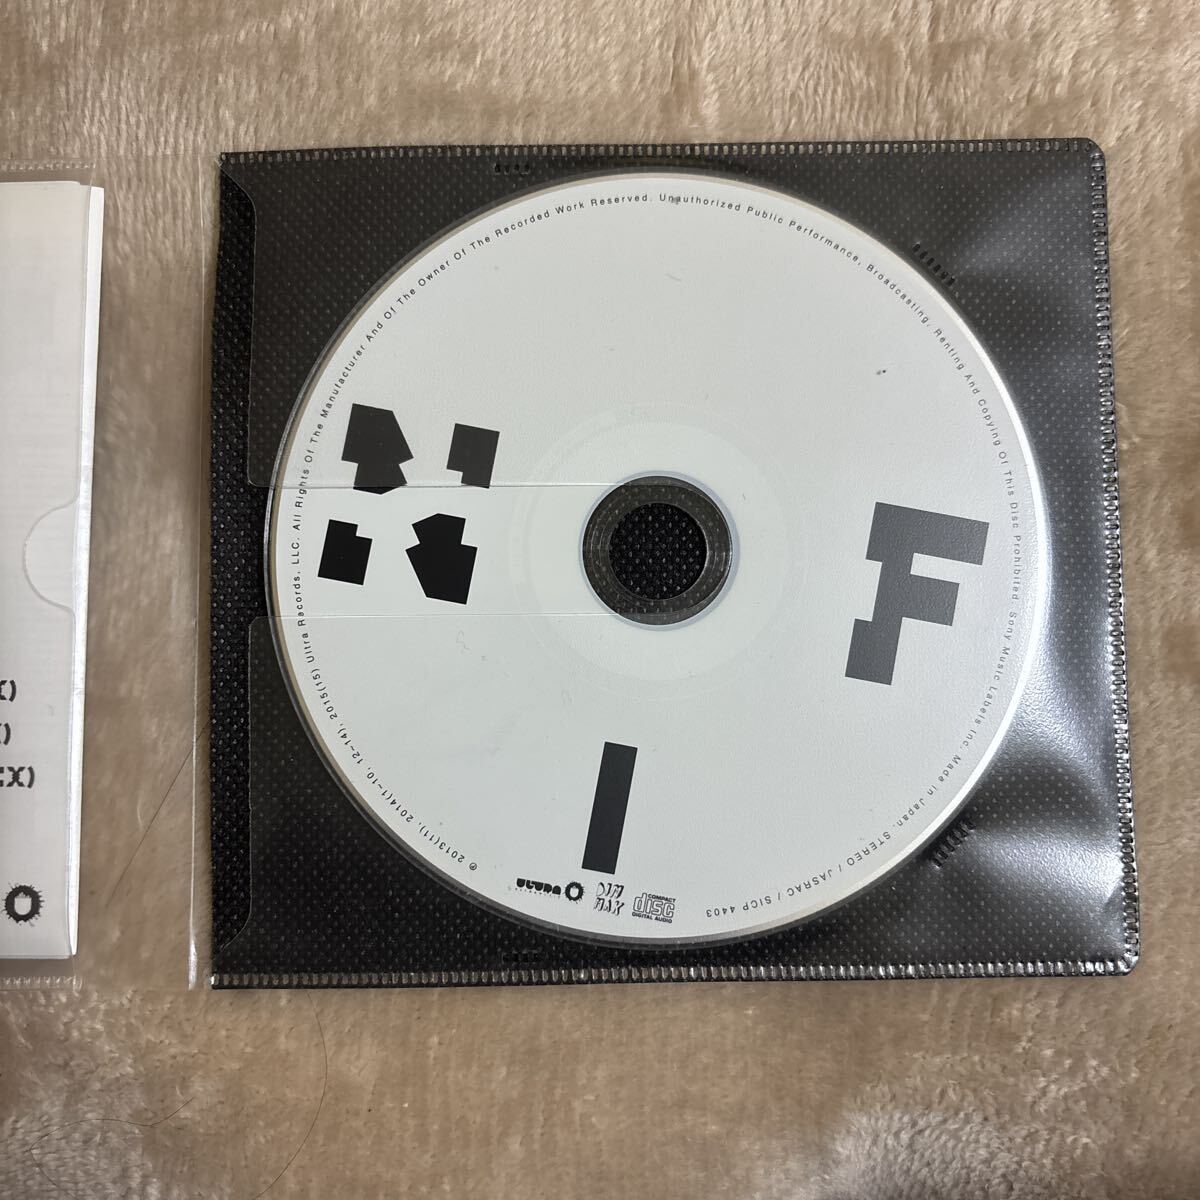 X)
X)
:X)
F
I
℗ 2013(11), 2014(1~10, 12~14), 2015(15) Ultra Records, LLC. All Rights Of The Manufacturer And Of The Owner Of The Recorded Work Reserved. Unauthorized Public Performance, Broadcasting, Renting And Copying Of This Disc Prohibited. Sony Music Labels Inc. Made in Japan. STEREO / JASRAC / SICP 4403
ULTRA
DIM
MAK
COMPACT
disc
DIGITAL AUDIO